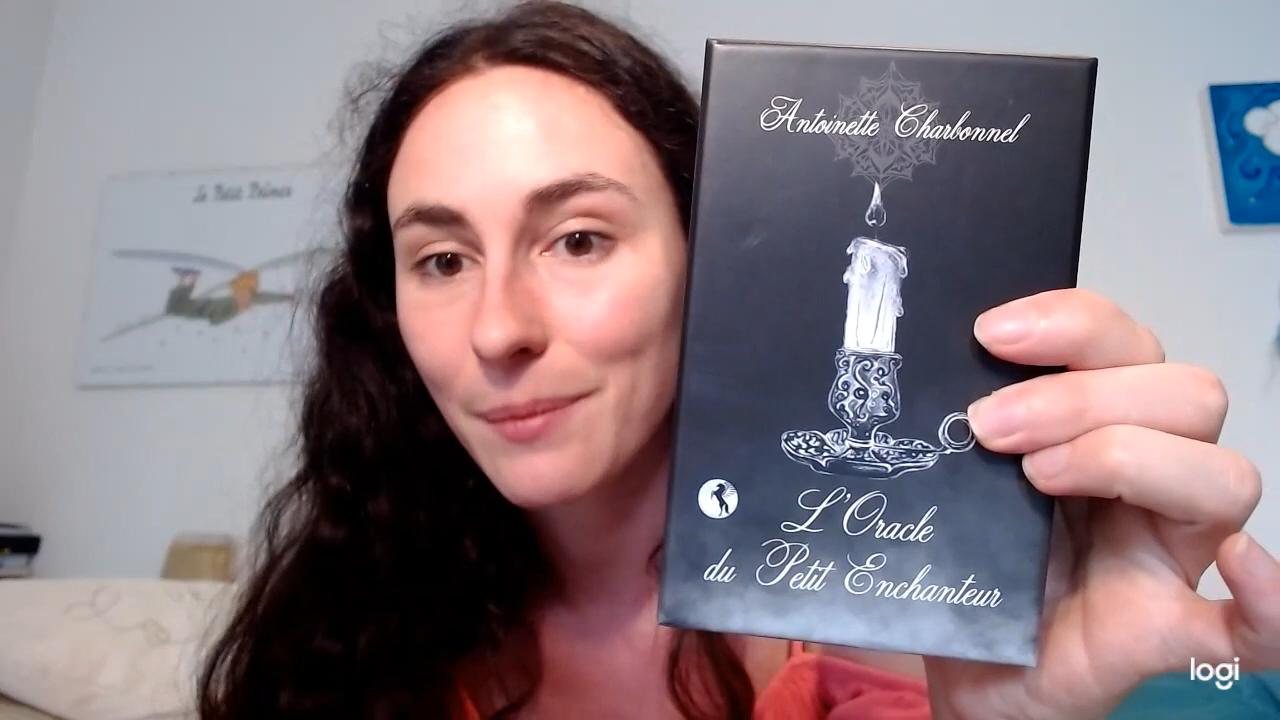 Le Petit Prince
Antoinette Charbonnel
L'Oracle
du Petit Enchanteur
logi